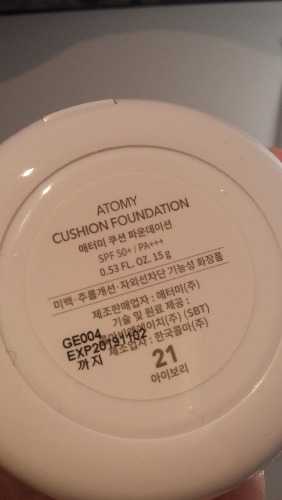 ATOMY
CUSHION FOUNDATION
애터미 쿠션 파운데이션
SPF 50+ / PA+++
0.53 FL. OZ. 15 g
미백·주름개선·자외선차단 기능성 화장품
제조판매업자 : 애터미(주)
기술 및 원료 제공 :
(주) (SBT)
제조업자 : 한국콜마(주)
GE004
EXP20191102
까지
21
아이보리